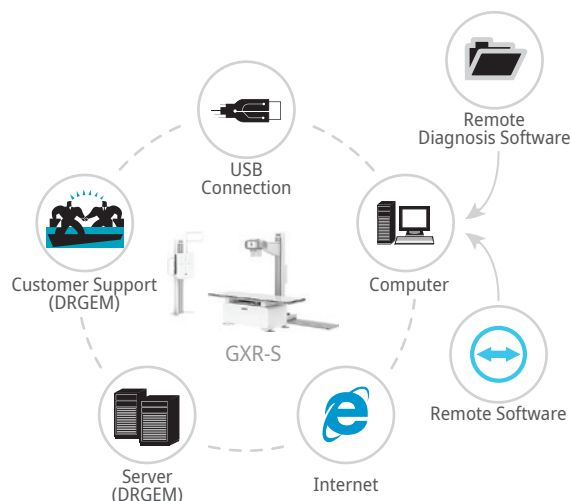 Remote
Diagnosis Software
USB
Connection
Customer Support
(DRGEM)
Computer
GXR-S
Remote Software
Server
(DRGEM)
Internet